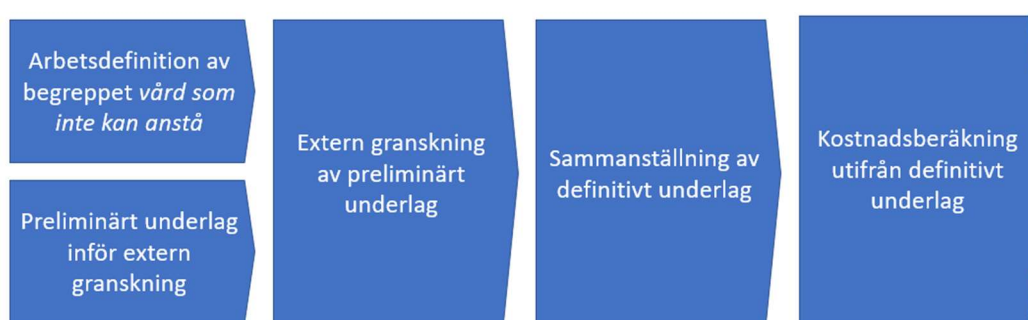 Arbetsdefinition av
begreppet vård som
inte kan anstå
Preliminärt underlag
inför extern
granskning
Extern granskning
av preliminärt
underlag
Sammanställning av
definitivt underlag
Kostnadsberäkning
utifrån definitivt
underlag